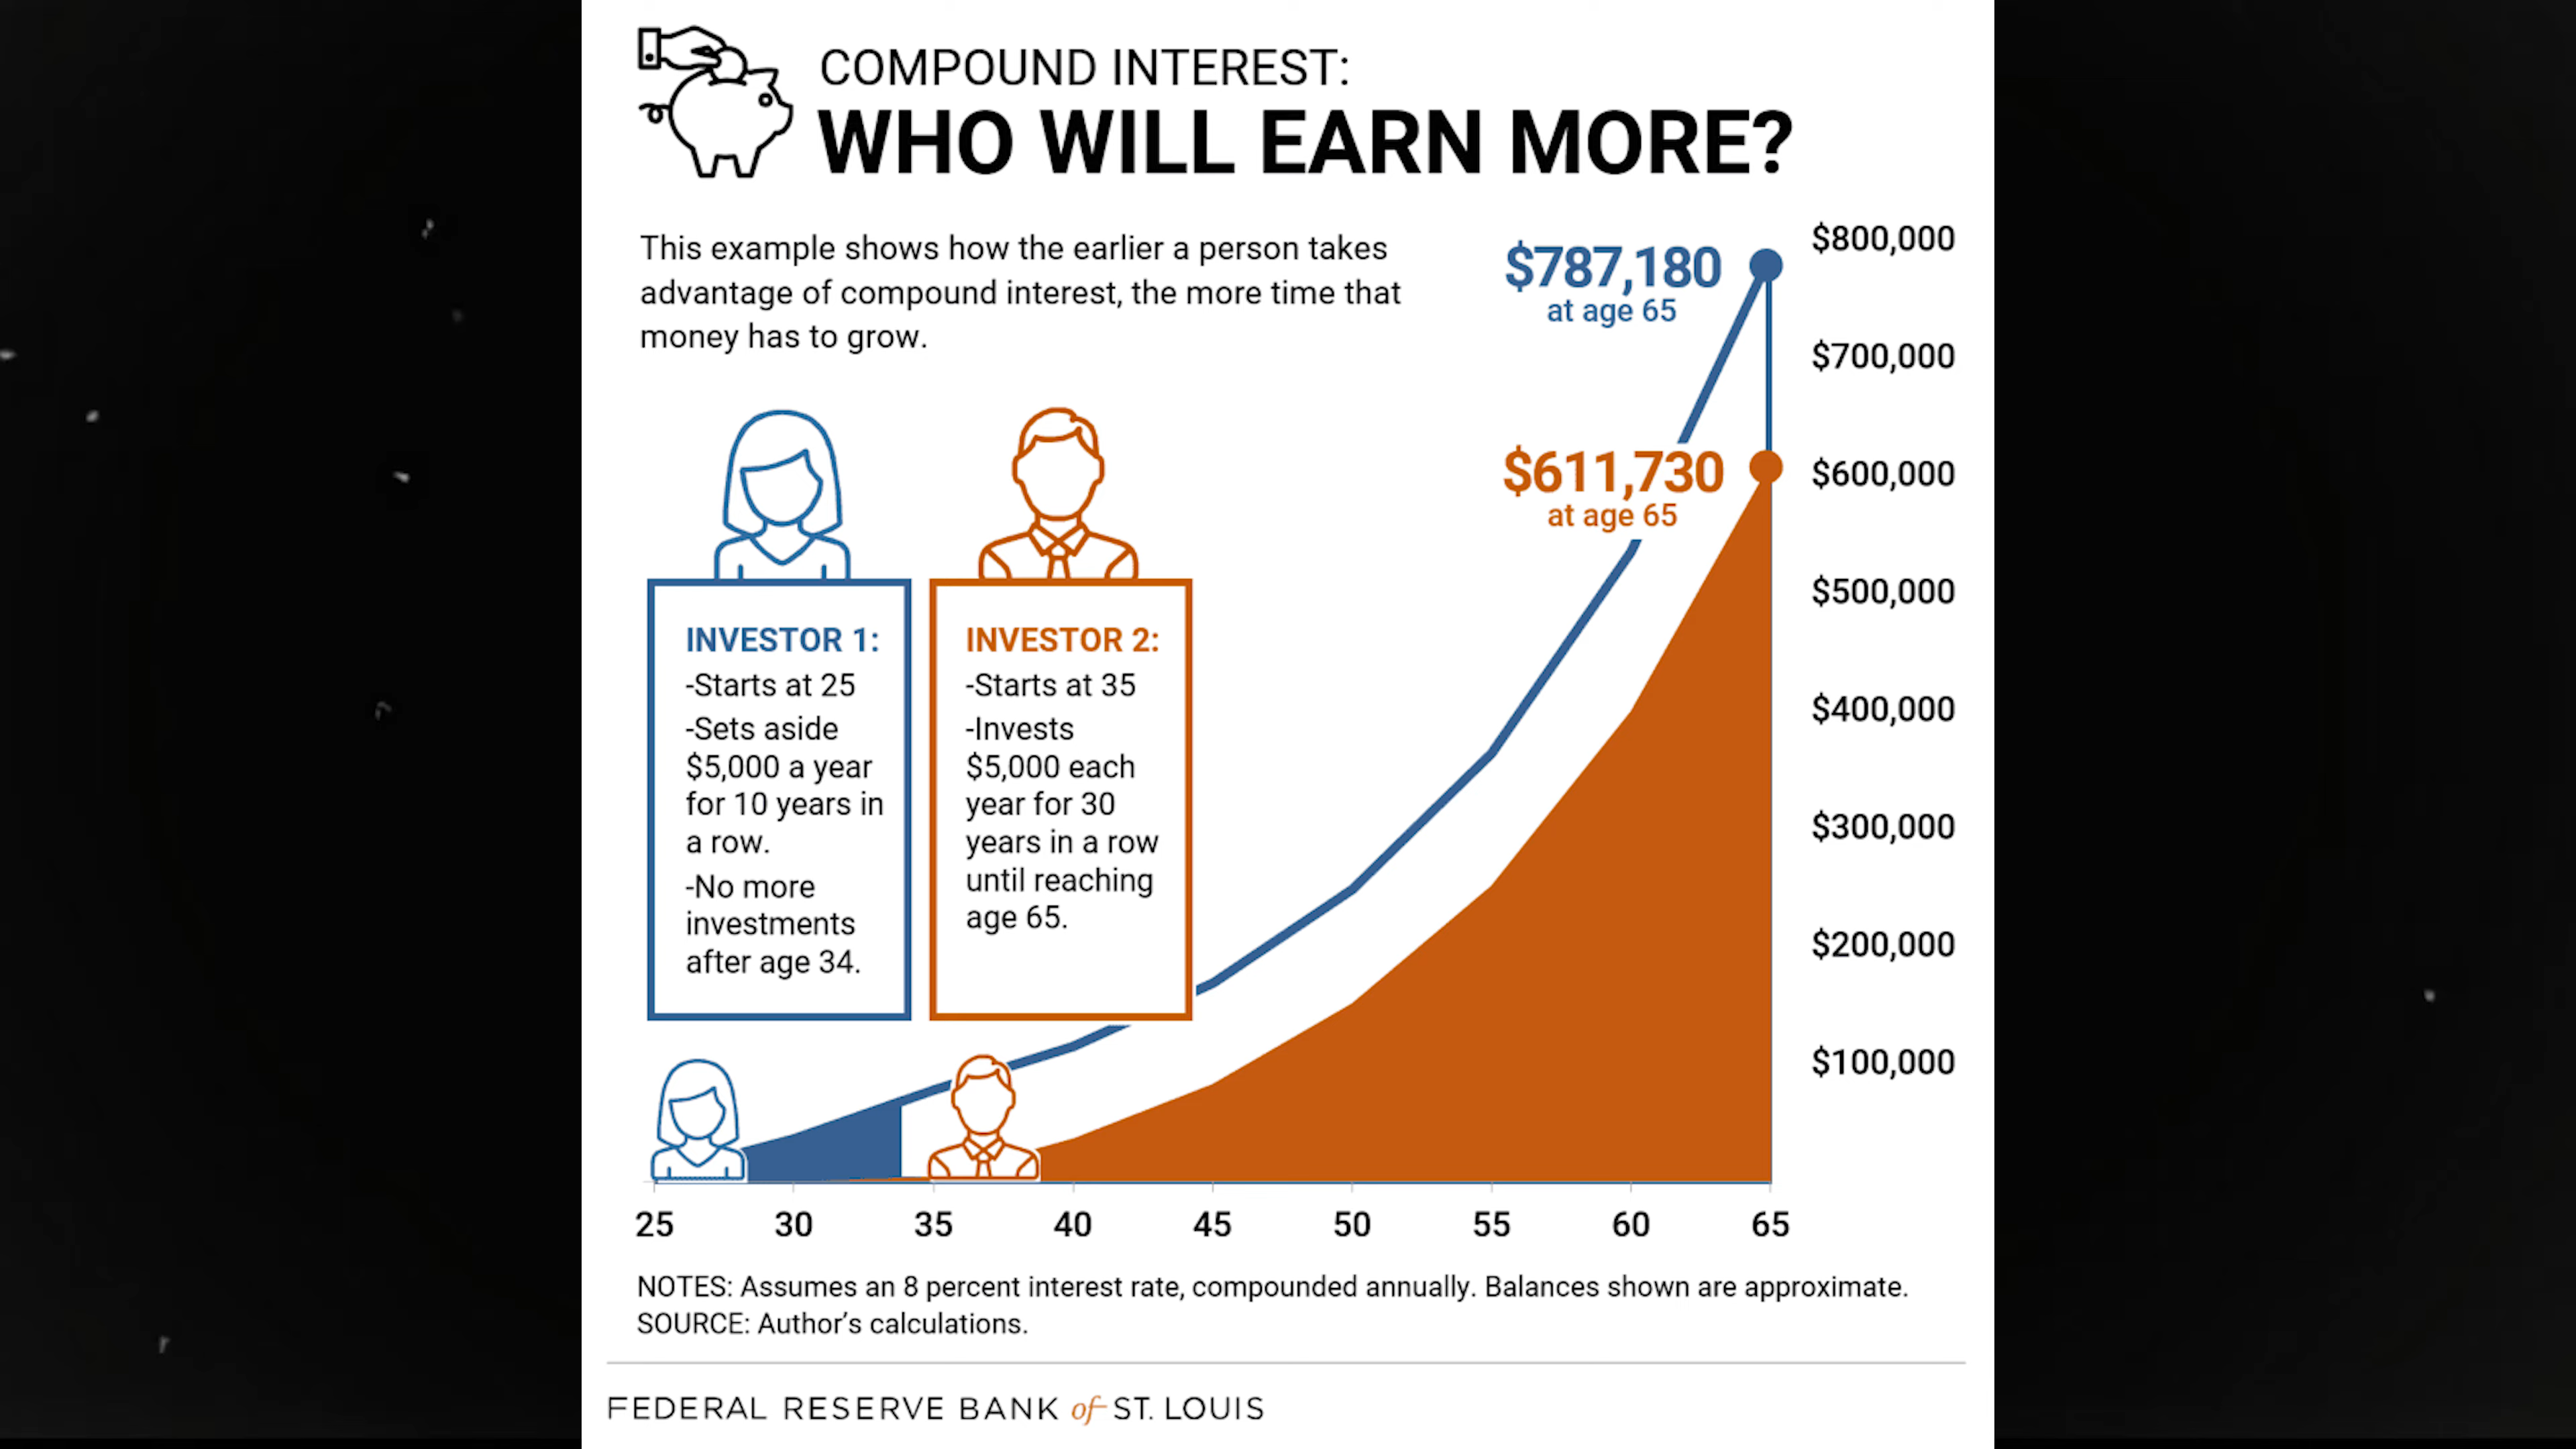 COMPOUND INTEREST:
WHO WILL EARN MORE?
This example shows how the earlier a person takes
advantage of compound interest, the more time that
money has to grow.
$787,180
at age 65
$611,730
at age 65
$800,000
$700,000
$600,000
$500,000
$400,000
$300,000
$200,000
$100,000
INVESTOR 1:
-Starts at 25
-Sets aside
$5,000 a year
for 10 years in
a row.
-No more
investments
after age 34.
INVESTOR 2:
-Starts at 35
-Invests
$5,000 each
year for 30
years in a row
until reaching
age 65.
25 30 35 40 45 50 55 60 65
NOTES: Assumes an 8 percent interest rate, compounded annually. Balances shown are approximate.
SOURCE: Author's calculations.
FEDERAL RESERVE BANK of ST. LOUIS